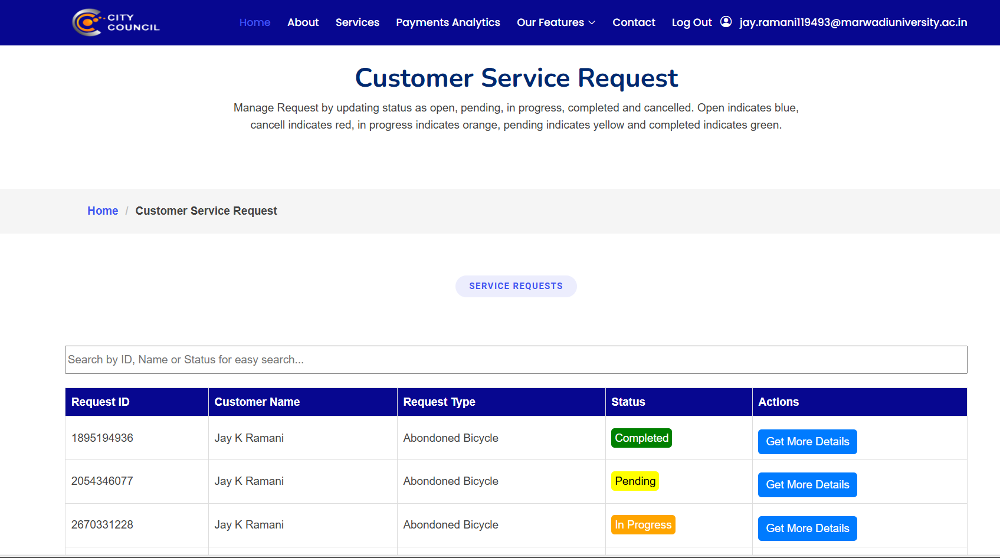 CITY
COUNCIL
Home About Services Payments Analytics Our Features Contact Log Out jay.ramani119493@marwadiuniversity.ac.in
Customer Service Request
Manage Request by updating status as open, pending, in progress, completed and cancelled. Open indicates blue,
cancell indicates red, in progress indicates orange, pending indicates yellow and completed indicates green.
Home / Customer Service Request
SERVICE REQUESTS
Search by ID, Name or Status for easy search...
Request ID Customer Name Request Type Status Actions
1895194936 Jay K Ramani Abondoned Bicycle Completed Get More Details
2054346077 Jay K Ramani Abondoned Bicycle Pending Get More Details
2670331228 Jay K Ramani Abondoned Bicycle In Progress Get More Details